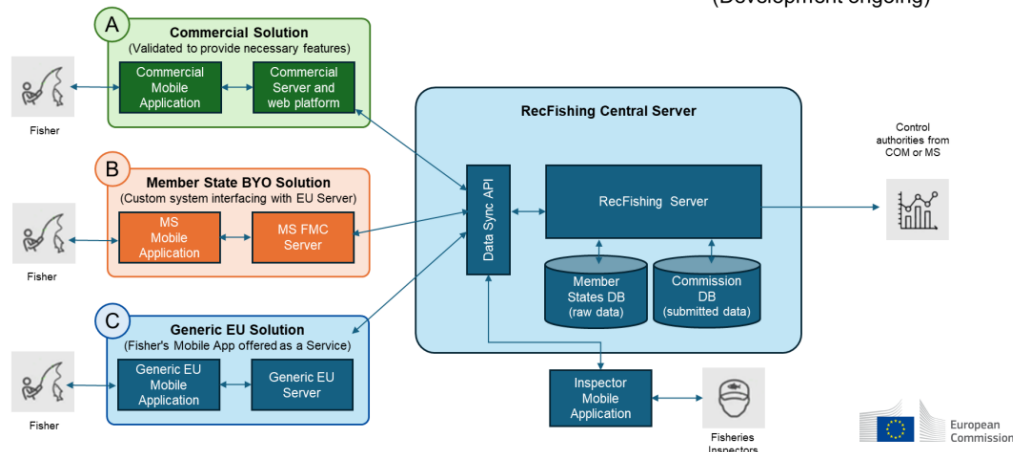 (Development ongoing)
A
Commercial Solution
(Validated to provide necessary features)
Commercial
Mobile
Application
Commercial
Server and
web platform
Fisher
B
Member State BYO Solution
(Custom system interfacing with EU Server)
MS
Mobile
Application
MS FMC
Server
Fisher
C
Generic EU Solution
(Fisher's Mobile App offered as a Service)
Generic EU
Mobile
Application
Generic EU
Server
Fisher
RecFishing Central Server
Data Sync API
RecFishing Server
Member
States DB
(raw data)
Commission
DB
(submitted data)
Control
authorities from
COM or MS
Inspector
Mobile
Application
Fisheries
Inspectors
European
Commission